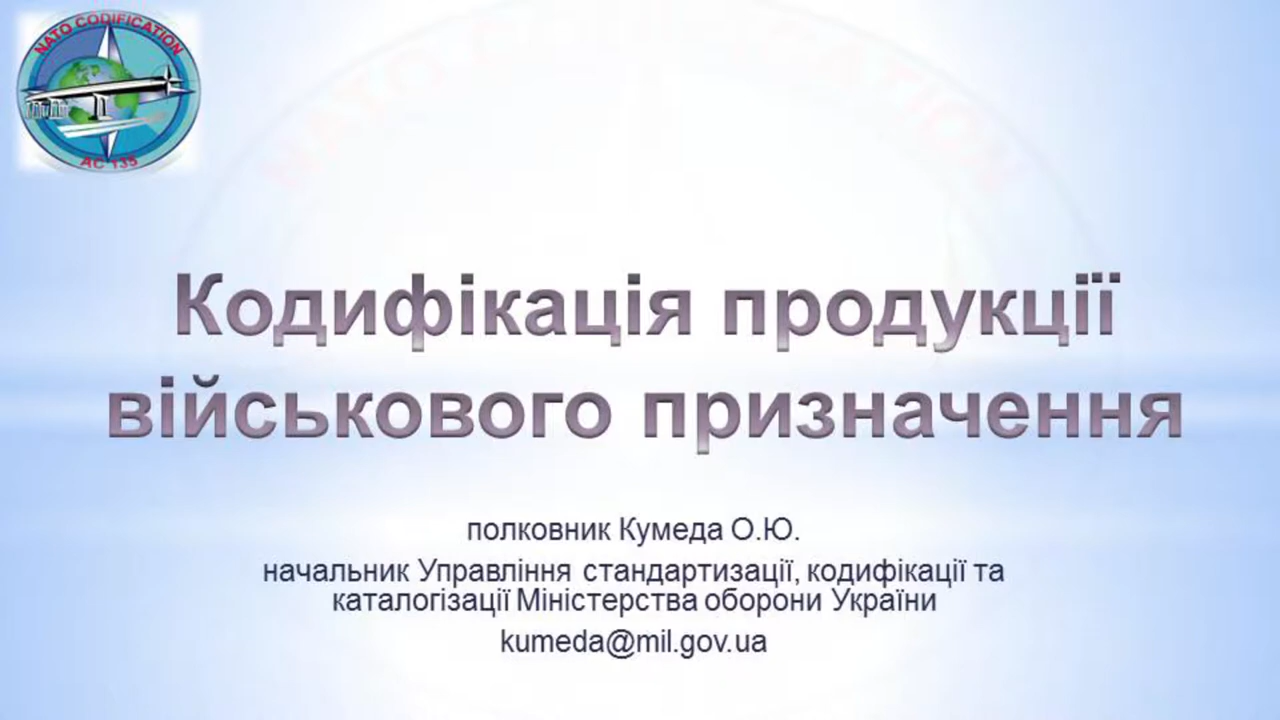 NATO CODIFICATION
AC 135
Кодифікація продукції
військового призначення
полковник Кумеда О.Ю.
начальник Управління стандартизації, кодифікації та
каталогізації Міністерства оборони України
kumeda@mil.gov.ua